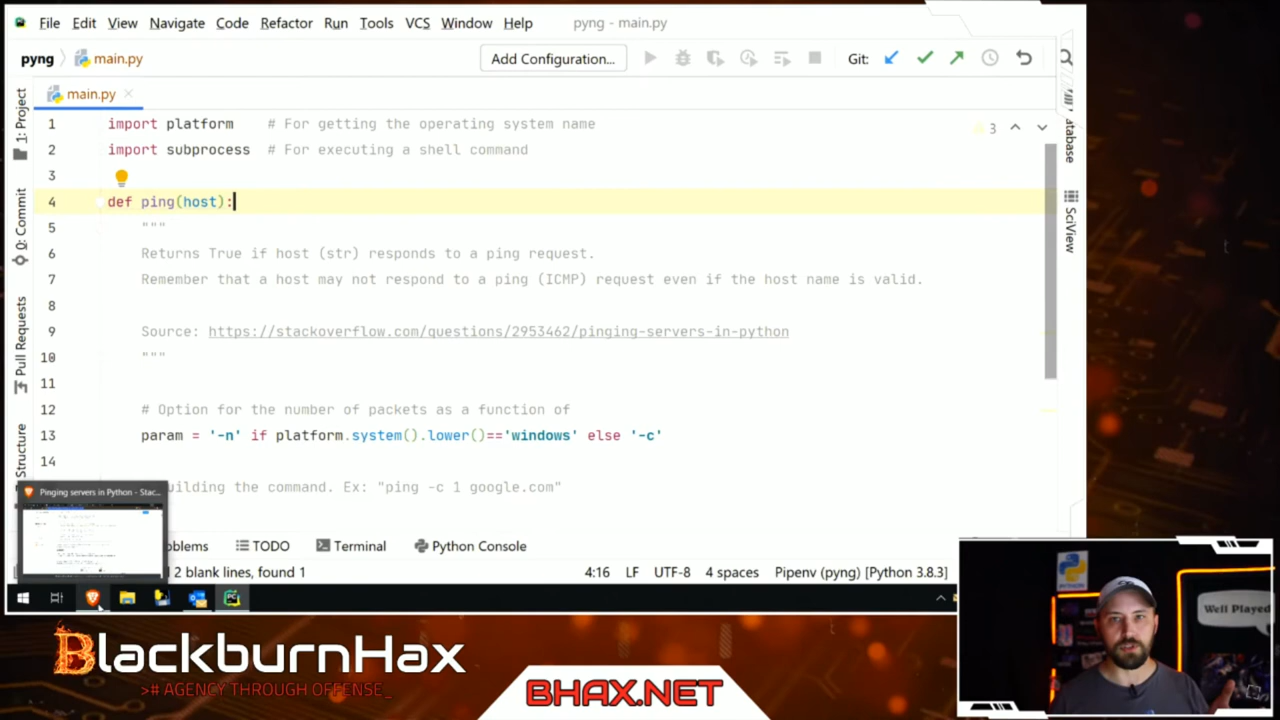 File Edit View Navigate Code Refactor Run Tools VCS Window Help pyng - main.py
pyng main.py Add Configuration... Git:
main.py
1: Project
0: Commit
Pull Requests
Structure
1 import platform # For getting the operating system name
2 import subprocess # For executing a shell command
3
4 def ping(host):
5 """
6 Returns True if host (str) responds to a ping request.
7 Remember that a host may not respond to a ping (ICMP) request even if the host name is valid.
8
9 Source: https://stackoverflow.com/questions/2953462/pinging-servers-in-python
10 """
11
12 # Option for the number of packets as a function of
13 param = '-n' if platform.system().lower()=='windows' else '-c'
14
uilding the command. Ex: "ping -c 1 google.com"
3
atabase
SciView
Pinging servers in Python - Stac...
oblems TODO Terminal Python Console
2 blank lines, found 1 4:16 LF UTF-8 4 spaces Pipenv (pyng) [Python 3.8.3]
Well Played
BlackburnHax
># AGENCY THROUGH OFFENSE_
BHAX.NET